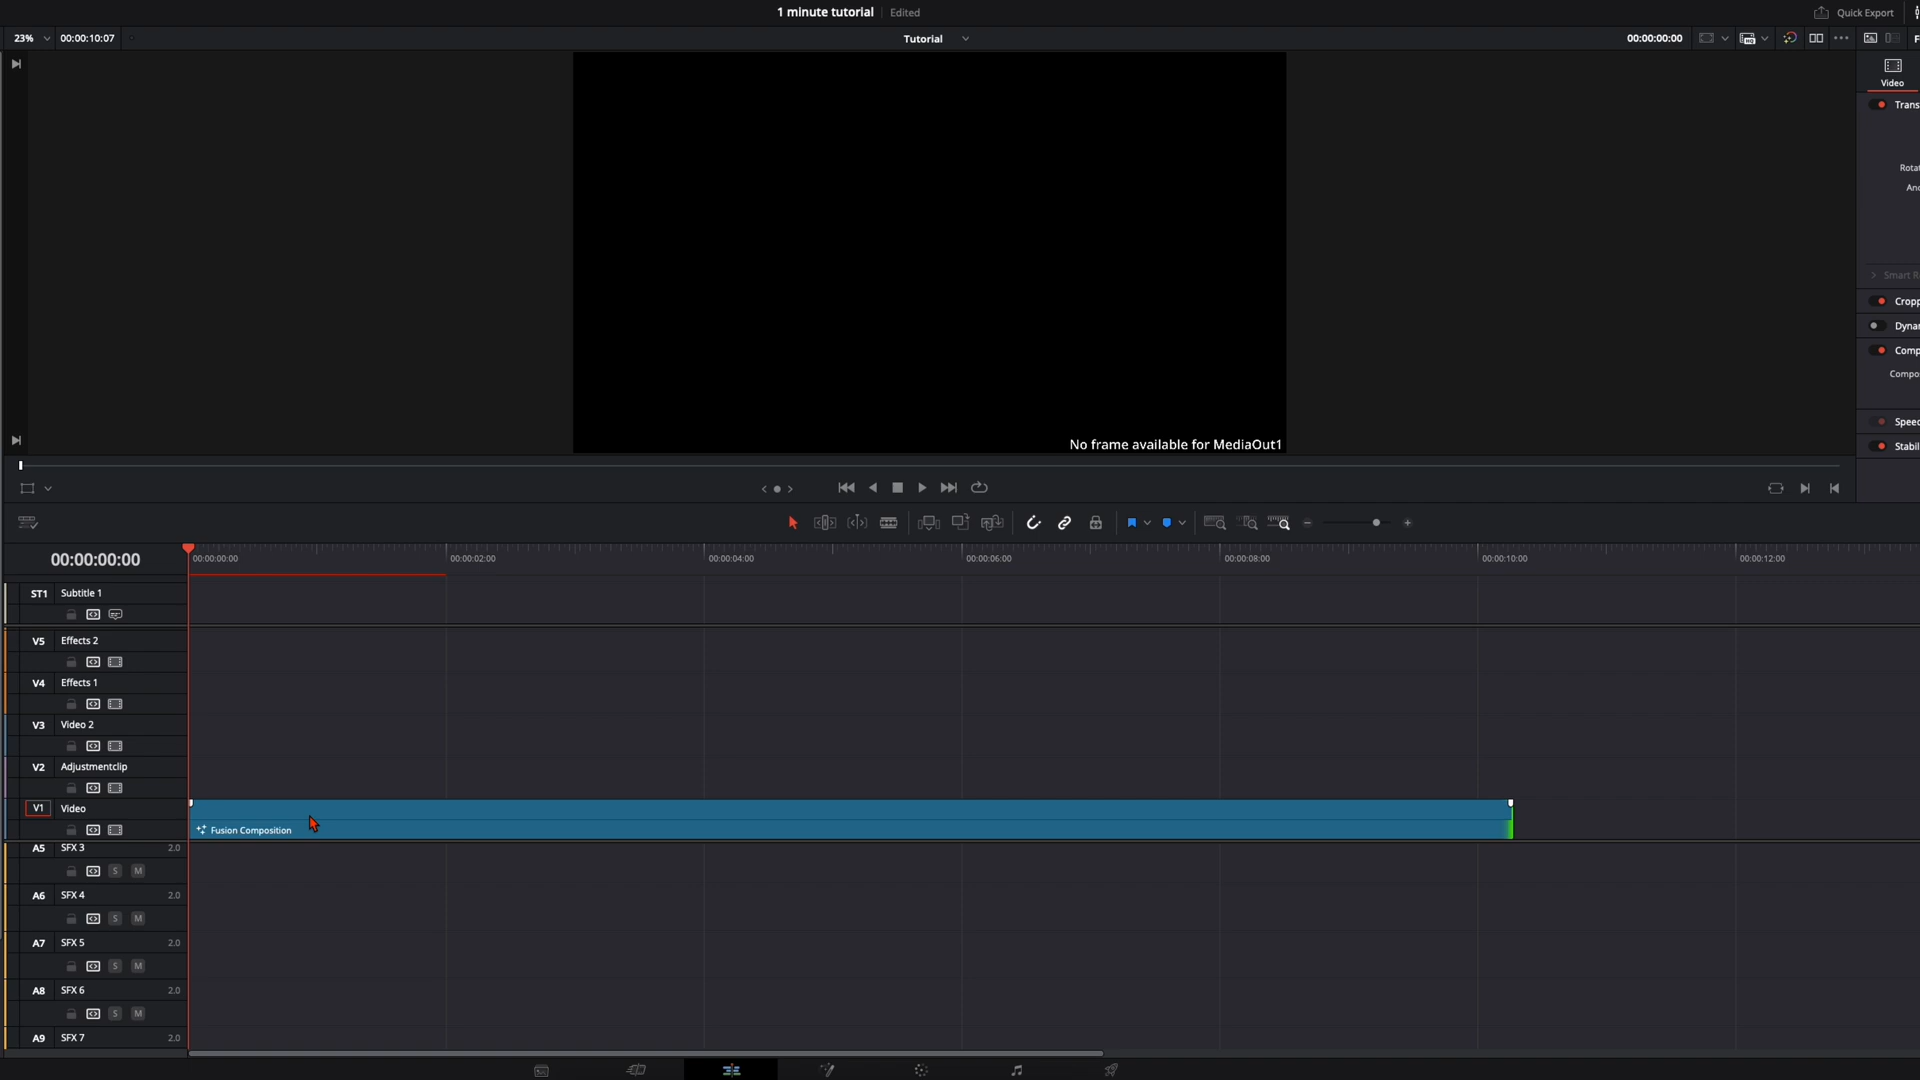 1 minute tutorial Edited Quick Export
23% 00:00:10:07 Tutorial 00:00:00:00
Video
Trans
Rotat
Anc
Smart R
Cropp
Dynar
Comp
Compos
Speed
Stabil
No frame available for MediaOut1
00:00:00:00 00:00:00:00 00:00:02:00 00:00:04:00 00:00:06:00 00:00:08:00 00:00:10:00 00:00:12:00
ST1 Subtitle 1
V5 Effects 2
V4 Effects 1
V3 Video 2
V2 Adjustmentclip
V1 Video
Fusion Composition
A5 SFX 3 2.0
S M
A6 SFX 4 2.0
S M
A7 SFX 5 2.0
S M
A8 SFX 6 2.0
S M
A9 SFX 7 2.0